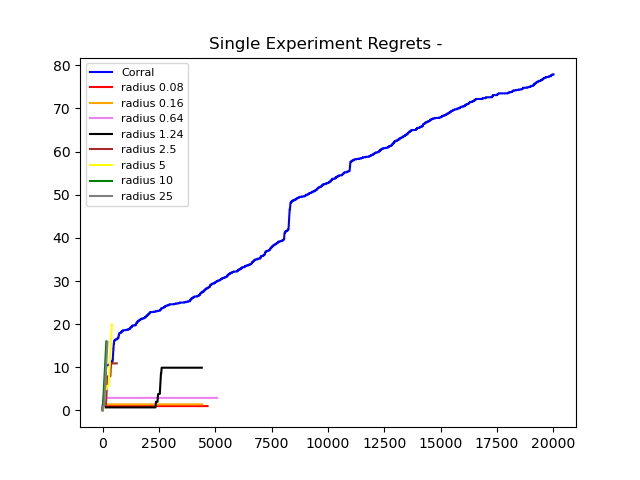 Single Experiment Regrets -
Corral
radius 0.08
radius 0.16
radius 0.64
radius 1.24
radius 2.5
radius 5
radius 10
radius 25
80
70
60
50
40
30
20
10
0
0 2500 5000 7500 10000 12500 15000 17500 20000